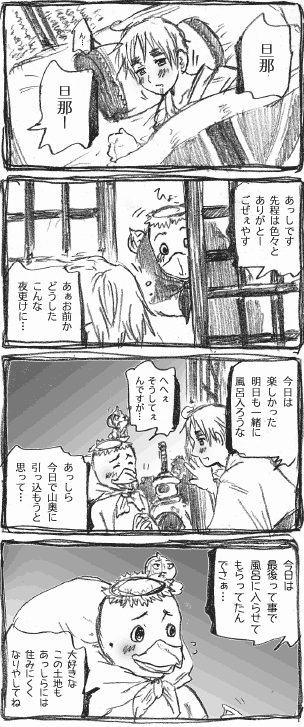 旦那
ん…
旦那ー
あっしです
先程は色々と
ありがとー
ごぜぇやす
あぁお前か
どうした
こんな
夜更けに…
今日は
楽しかった
明日も一緒に
風呂入ろうな
へへぇ
そうしてぇ
んですが…
あっしら
今日で山奥に
引っ込もうと
思って…
今日は
最後って事で
風呂に入らせて
もらってたん
でさぁ…
大好きな
この土地も
あっしらには
住みにくく
なりやしてね